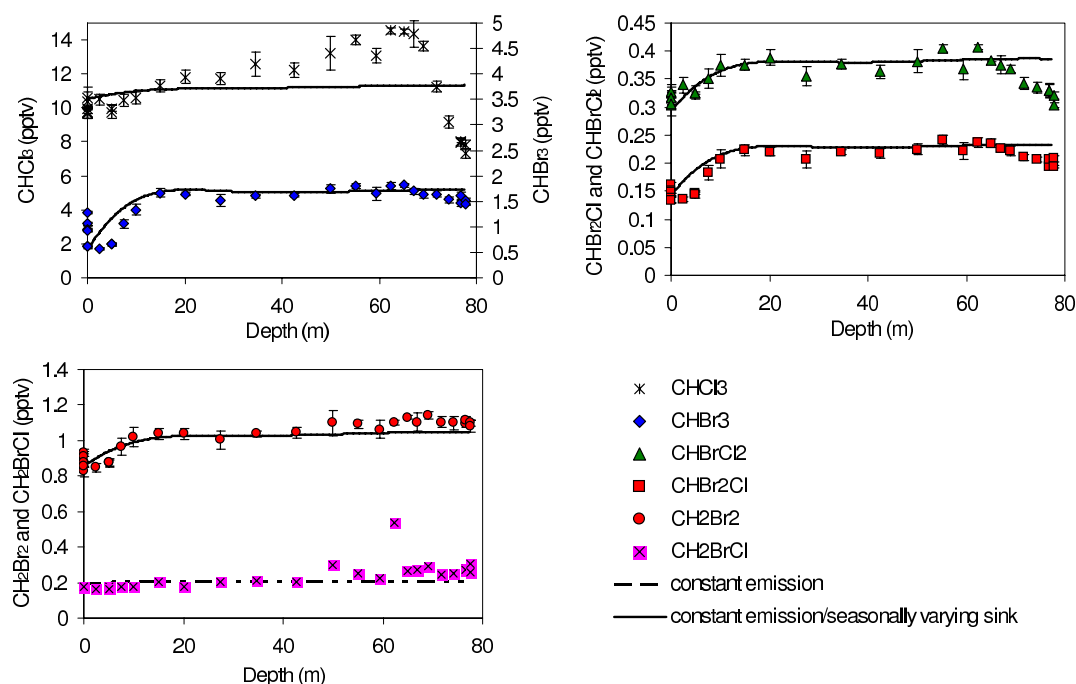 14
12
10
8
6
4
2
0
CHCl3 (pptv)
5
4.5
4
3.5
3
2.5
2
1.5
1
0.5
0
CHBr3 (pptv)
0 20 40 60 80
Depth (m)
0.45
0.4
0.35
0.3
0.25
0.2
0.15
0.1
0.05
0
CHBr2Cl and CHBrCl2 (pptv)
0 20 40 60 80
Depth (m)
1.4
1.2
1
0.8
0.6
0.4
0.2
0
CH2Br2 and CH2BrCl (pptv)
0 20 40 60 80
Depth (m)
CHCl3
CHBr3
CHBrCl2
CHBr2Cl
CH2Br2
CH2BrCl
constant emission
constant emission/seasonally varying sink